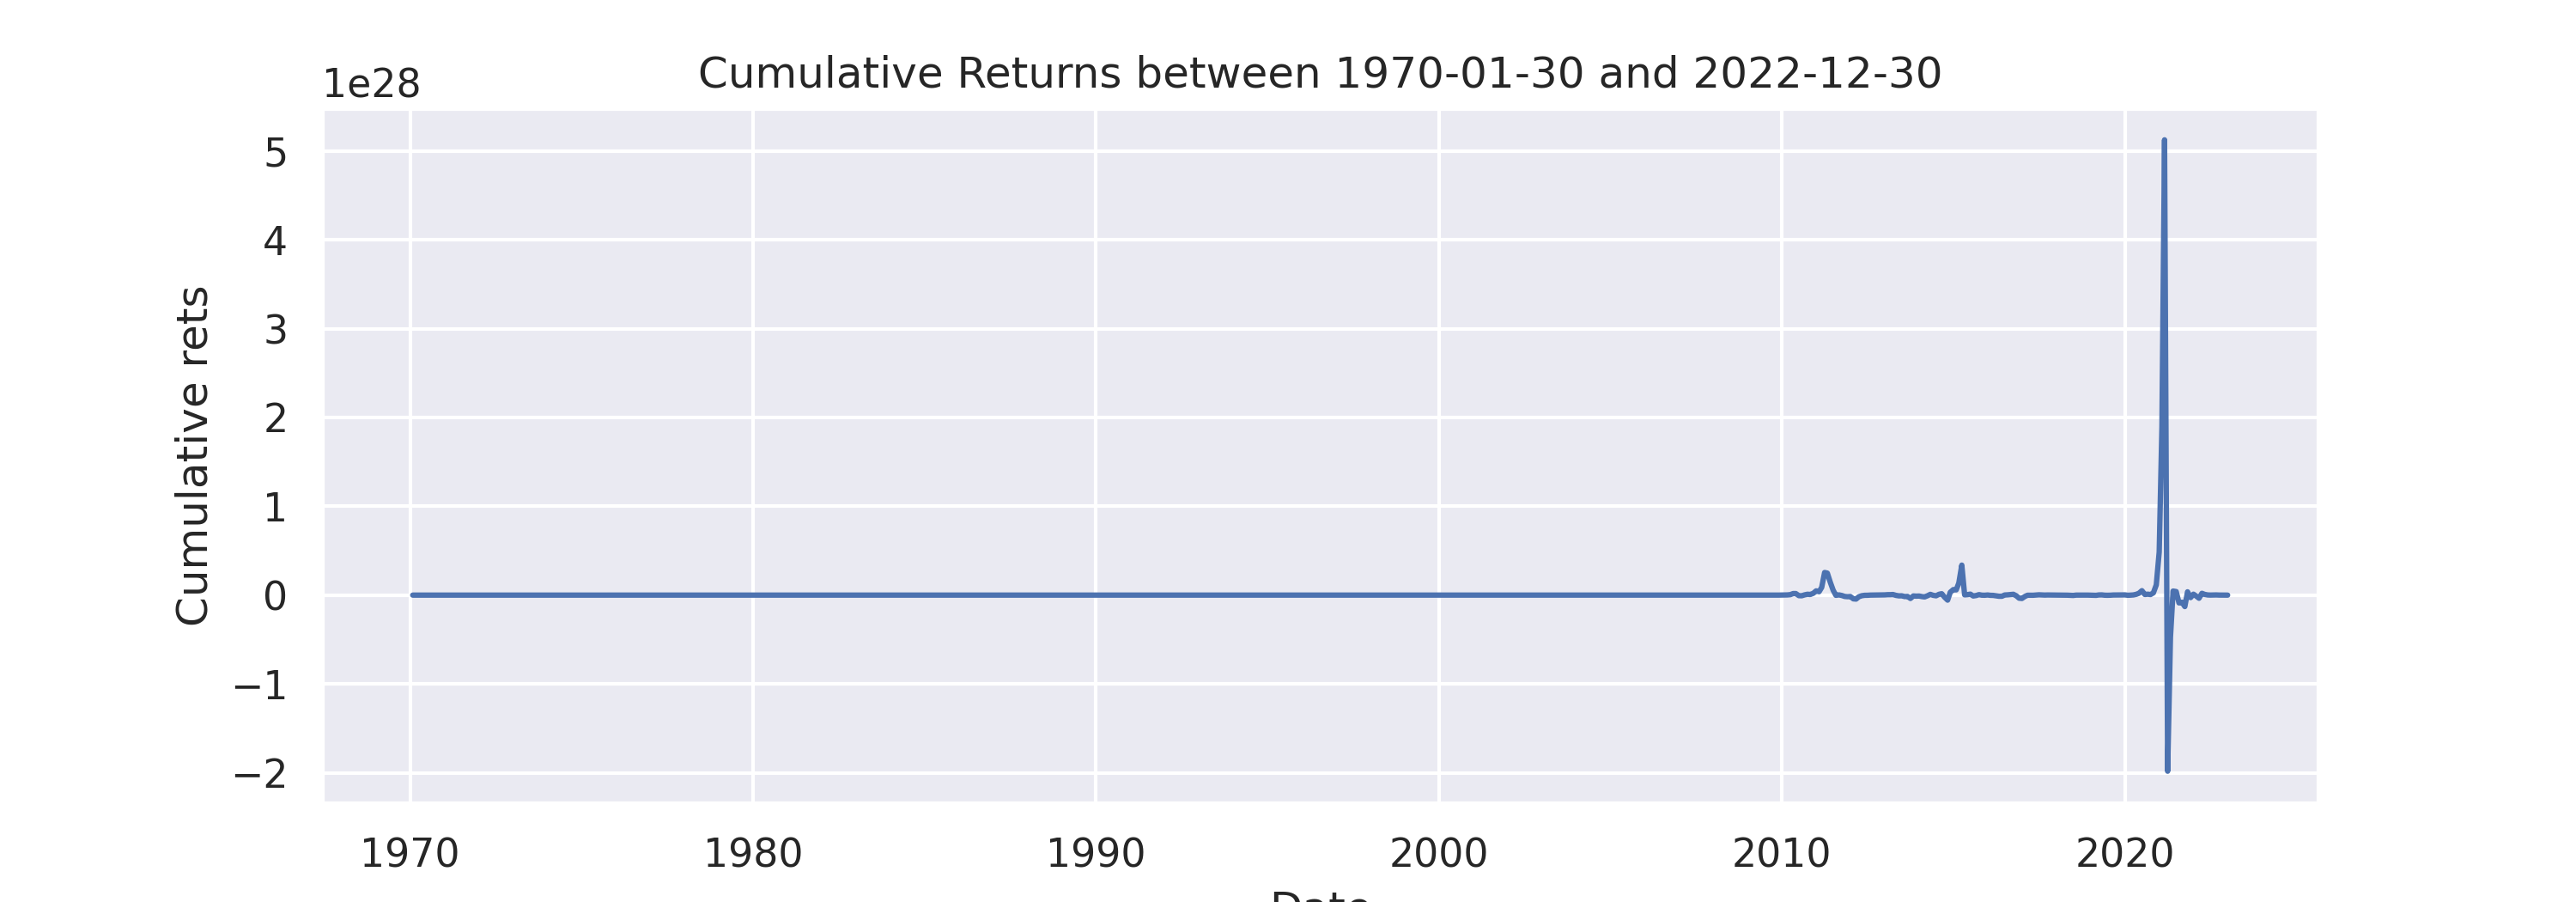 Cumulative Returns between 1970-01-30 and 2022-12-30
1e28
5
4
3
2
1
0
−1
−2
Cumulative rets
1970 1980 1990 2000 2010 2020
Date